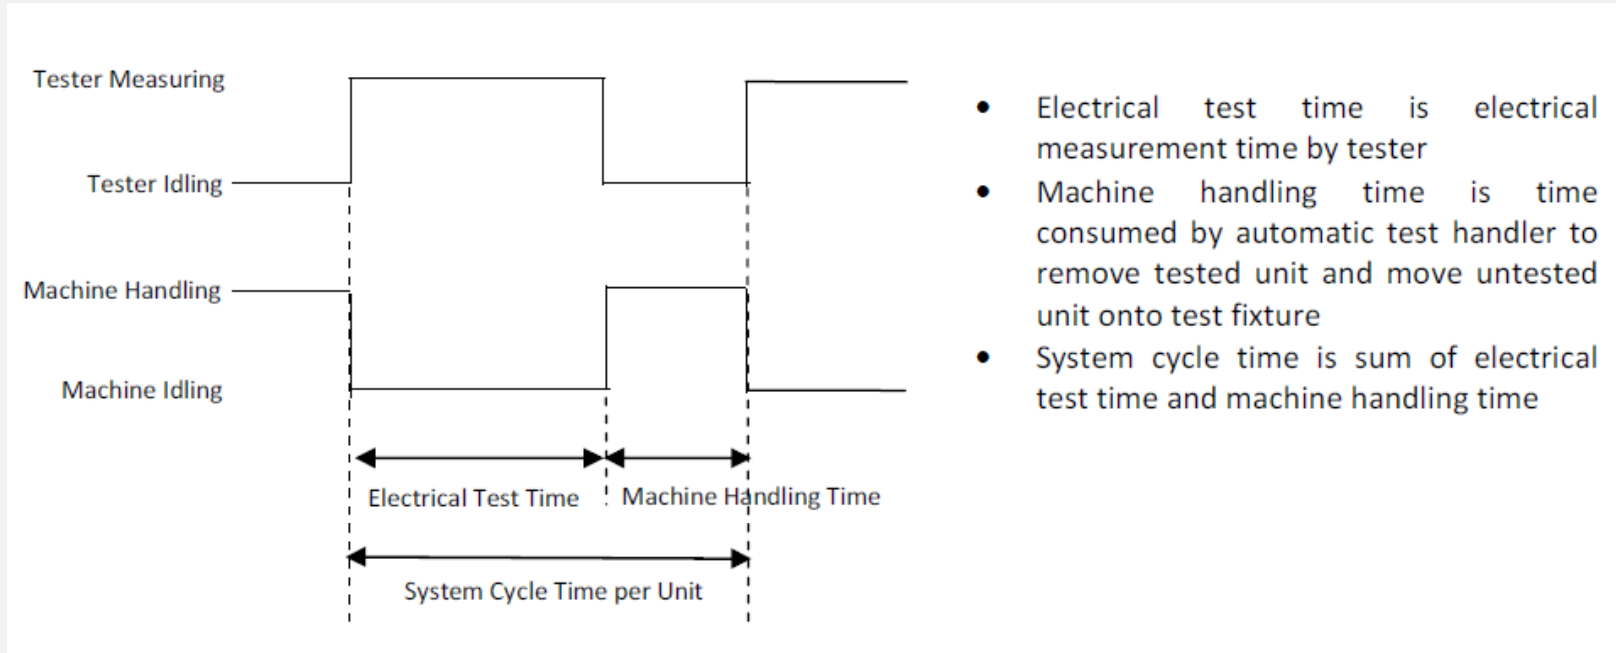 Tester Measuring
Tester Idling
Machine Handling
Machine Idling
Electrical Test Time
Machine Handling Time
System Cycle Time per Unit
• Electrical test time is electrical
measurement time by tester
• Machine handling time is time
consumed by automatic test handler to
remove tested unit and move untested
unit onto test fixture
• System cycle time is sum of electrical
test time and machine handling time